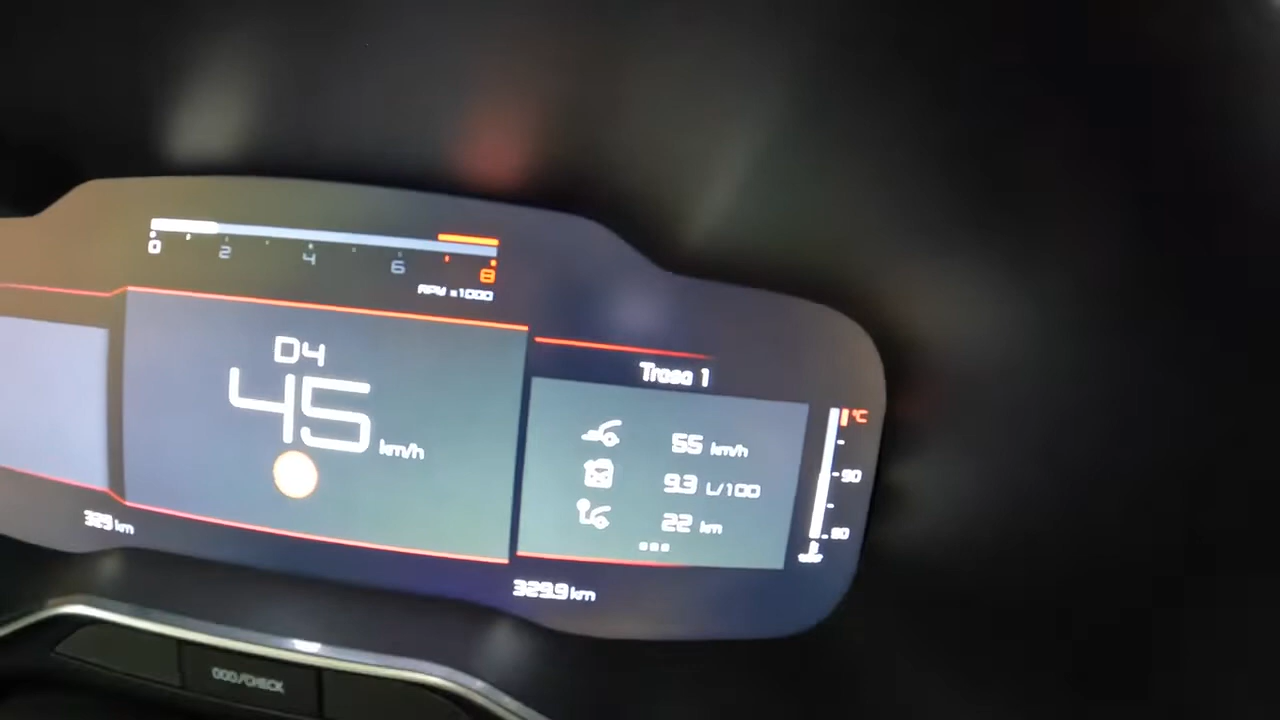 0 2 4 6 8
RPM x1000
D4
45 km/h
Trasa 1
55 km/h
9.3 L/100
22 km
°C
90
329 km
329.9 km
ODO/CHECK